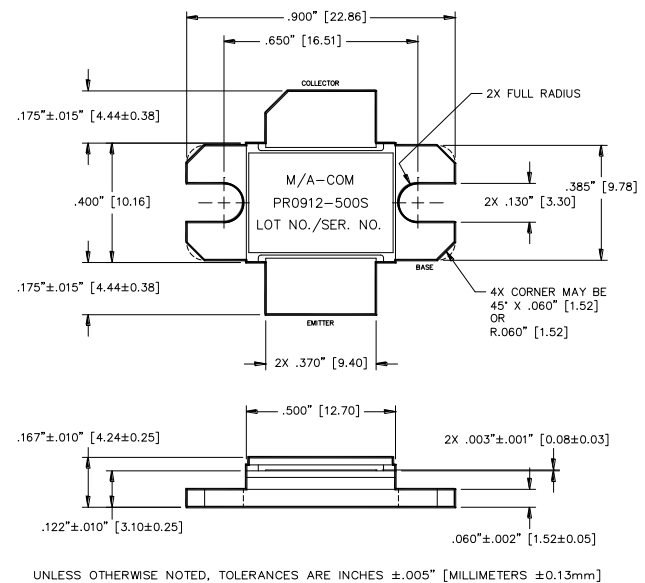 .900" [22.86]
.650" [16.51]
COLLECTOR
2X FULL RADIUS
.175"±.015" [4.44±0.38]
M/A-COM
PR0912-500S
LOT NO./SER. NO.
.400" [10.16]
2X .130" [3.30]
.385" [9.78]
BASE
.175"±.015" [4.44±0.38]
4X CORNER MAY BE
45° X .060" [1.52]
OR
R.060" [1.52]
EMITTER
2X .370" [9.40]
.500" [12.70]
.167"±.010" [4.24±0.25]
2X .003"±.001" [0.08±0.03]
.122"±.010" [3.10±0.25]
.060"±.002" [1.52±0.05]
UNLESS OTHERWISE NOTED, TOLERANCES ARE INCHES ±.005" [MILLIMETERS ±0.13mm]